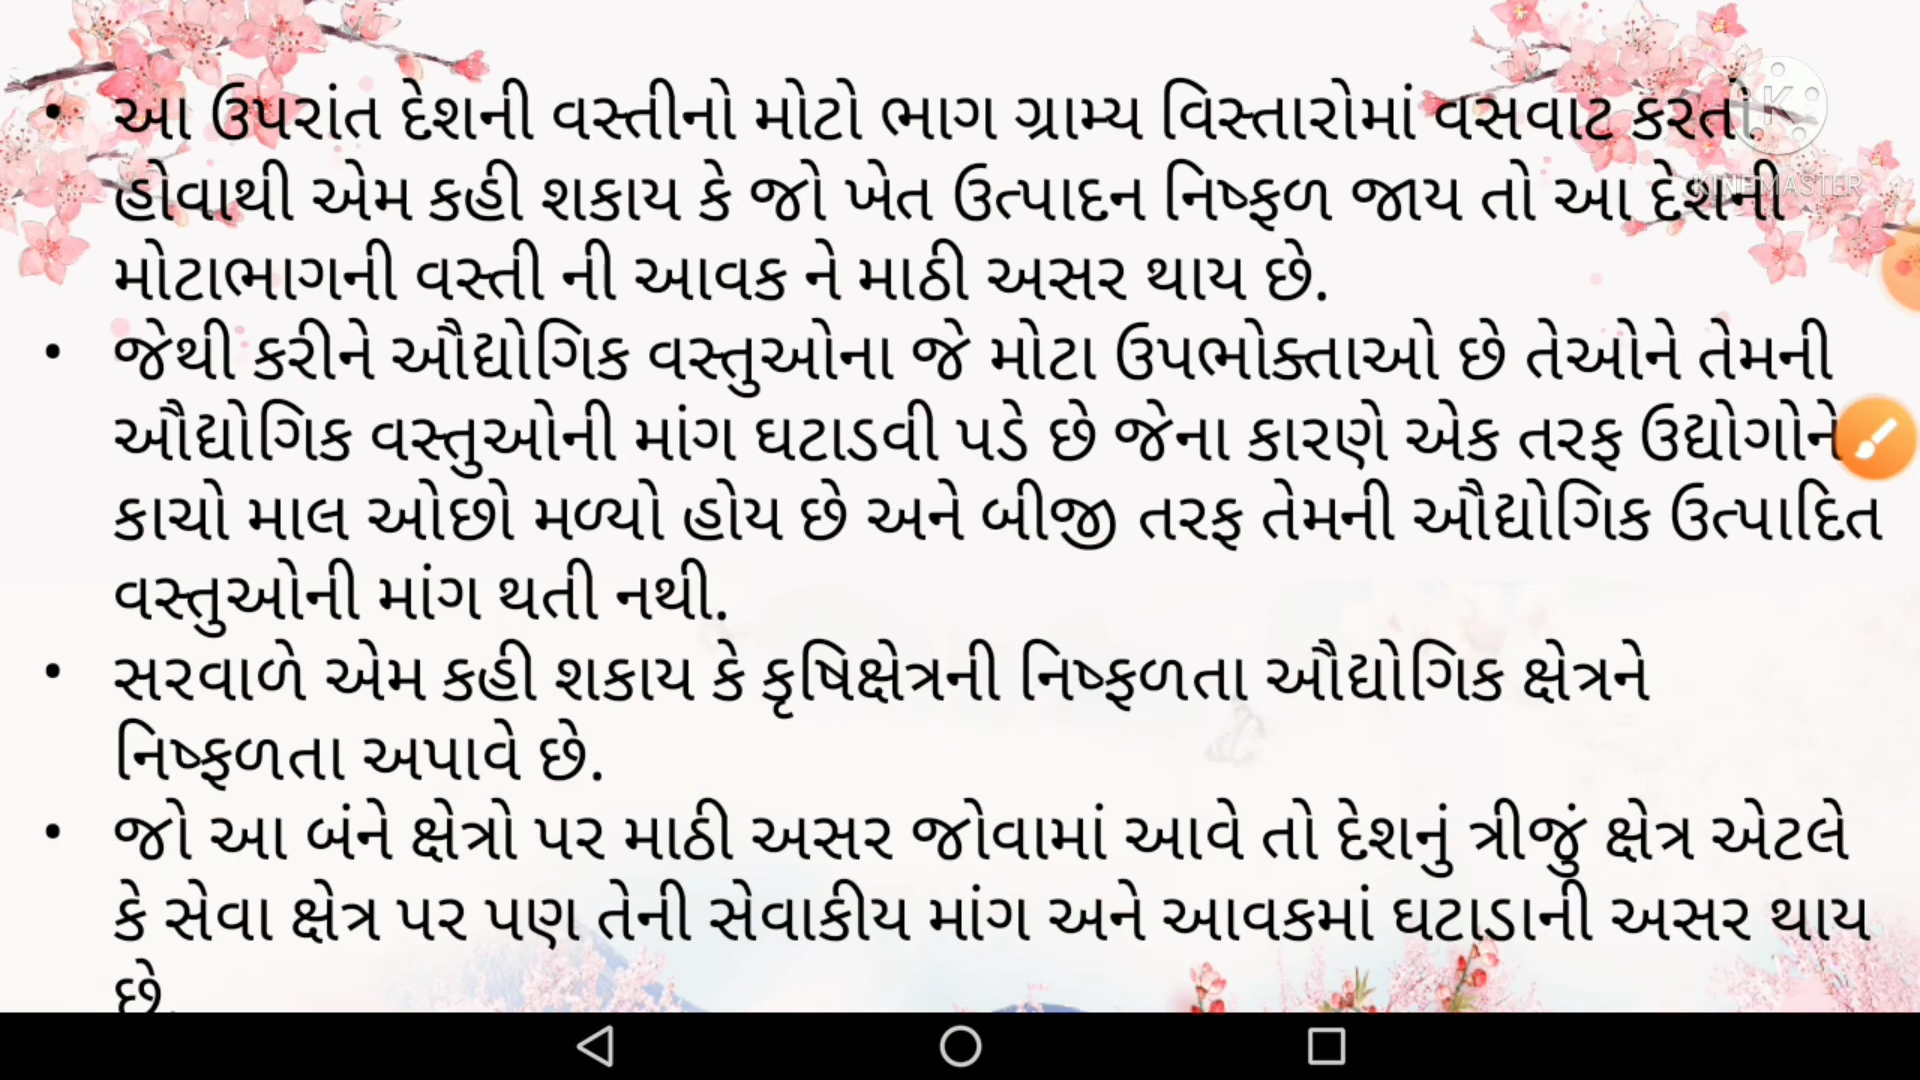 • આ ઉપરાંત દેશની વસ્તીનો મોટો ભાગ ગ્રામ્ય વિસ્તારોમાં વસવાટ કરતો
હોવાથી એમ કહી શકાય કે જો ખેત ઉત્પાદન નિષ્ફળ જાય તો આ દેશની
KINEMASTER
મોટાભાગની વસ્તી ની આવક ને માઠી અસર થાય છે.
• જેથી કરીને ઔદ્યોગિક વસ્તુઓના જે મોટા ઉપભોક્તાઓ છે તેઓને તેમની
ઔદ્યોગિક વસ્તુઓની માંગ ઘટાડવી પડે છે જેના કારણે એક તરફ ઉદ્યોગોને
કાચો માલ ઓછો મળ્યો હોય છે અને બીજી તરફ તેમની ઔદ્યોગિક ઉત્પાદિત
વસ્તુઓની માંગ થતી નથી.
• સરવાળે એમ કહી શકાય કે કૃષિક્ષેત્રની નિષ્ફળતા ઔદ્યોગિક ક્ષેત્રને
નિષ્ફળતા અપાવે છે.
• જો આ બંને ક્ષેત્રો પર માઠી અસર જોવામાં આવે તો દેશનું ત્રીજું ક્ષેત્ર એટલે
કે સેવા ક્ષેત્ર પર પણ તેની સેવાકીય માંગ અને આવકમાં ઘટાડાની અસર થાય
છે.